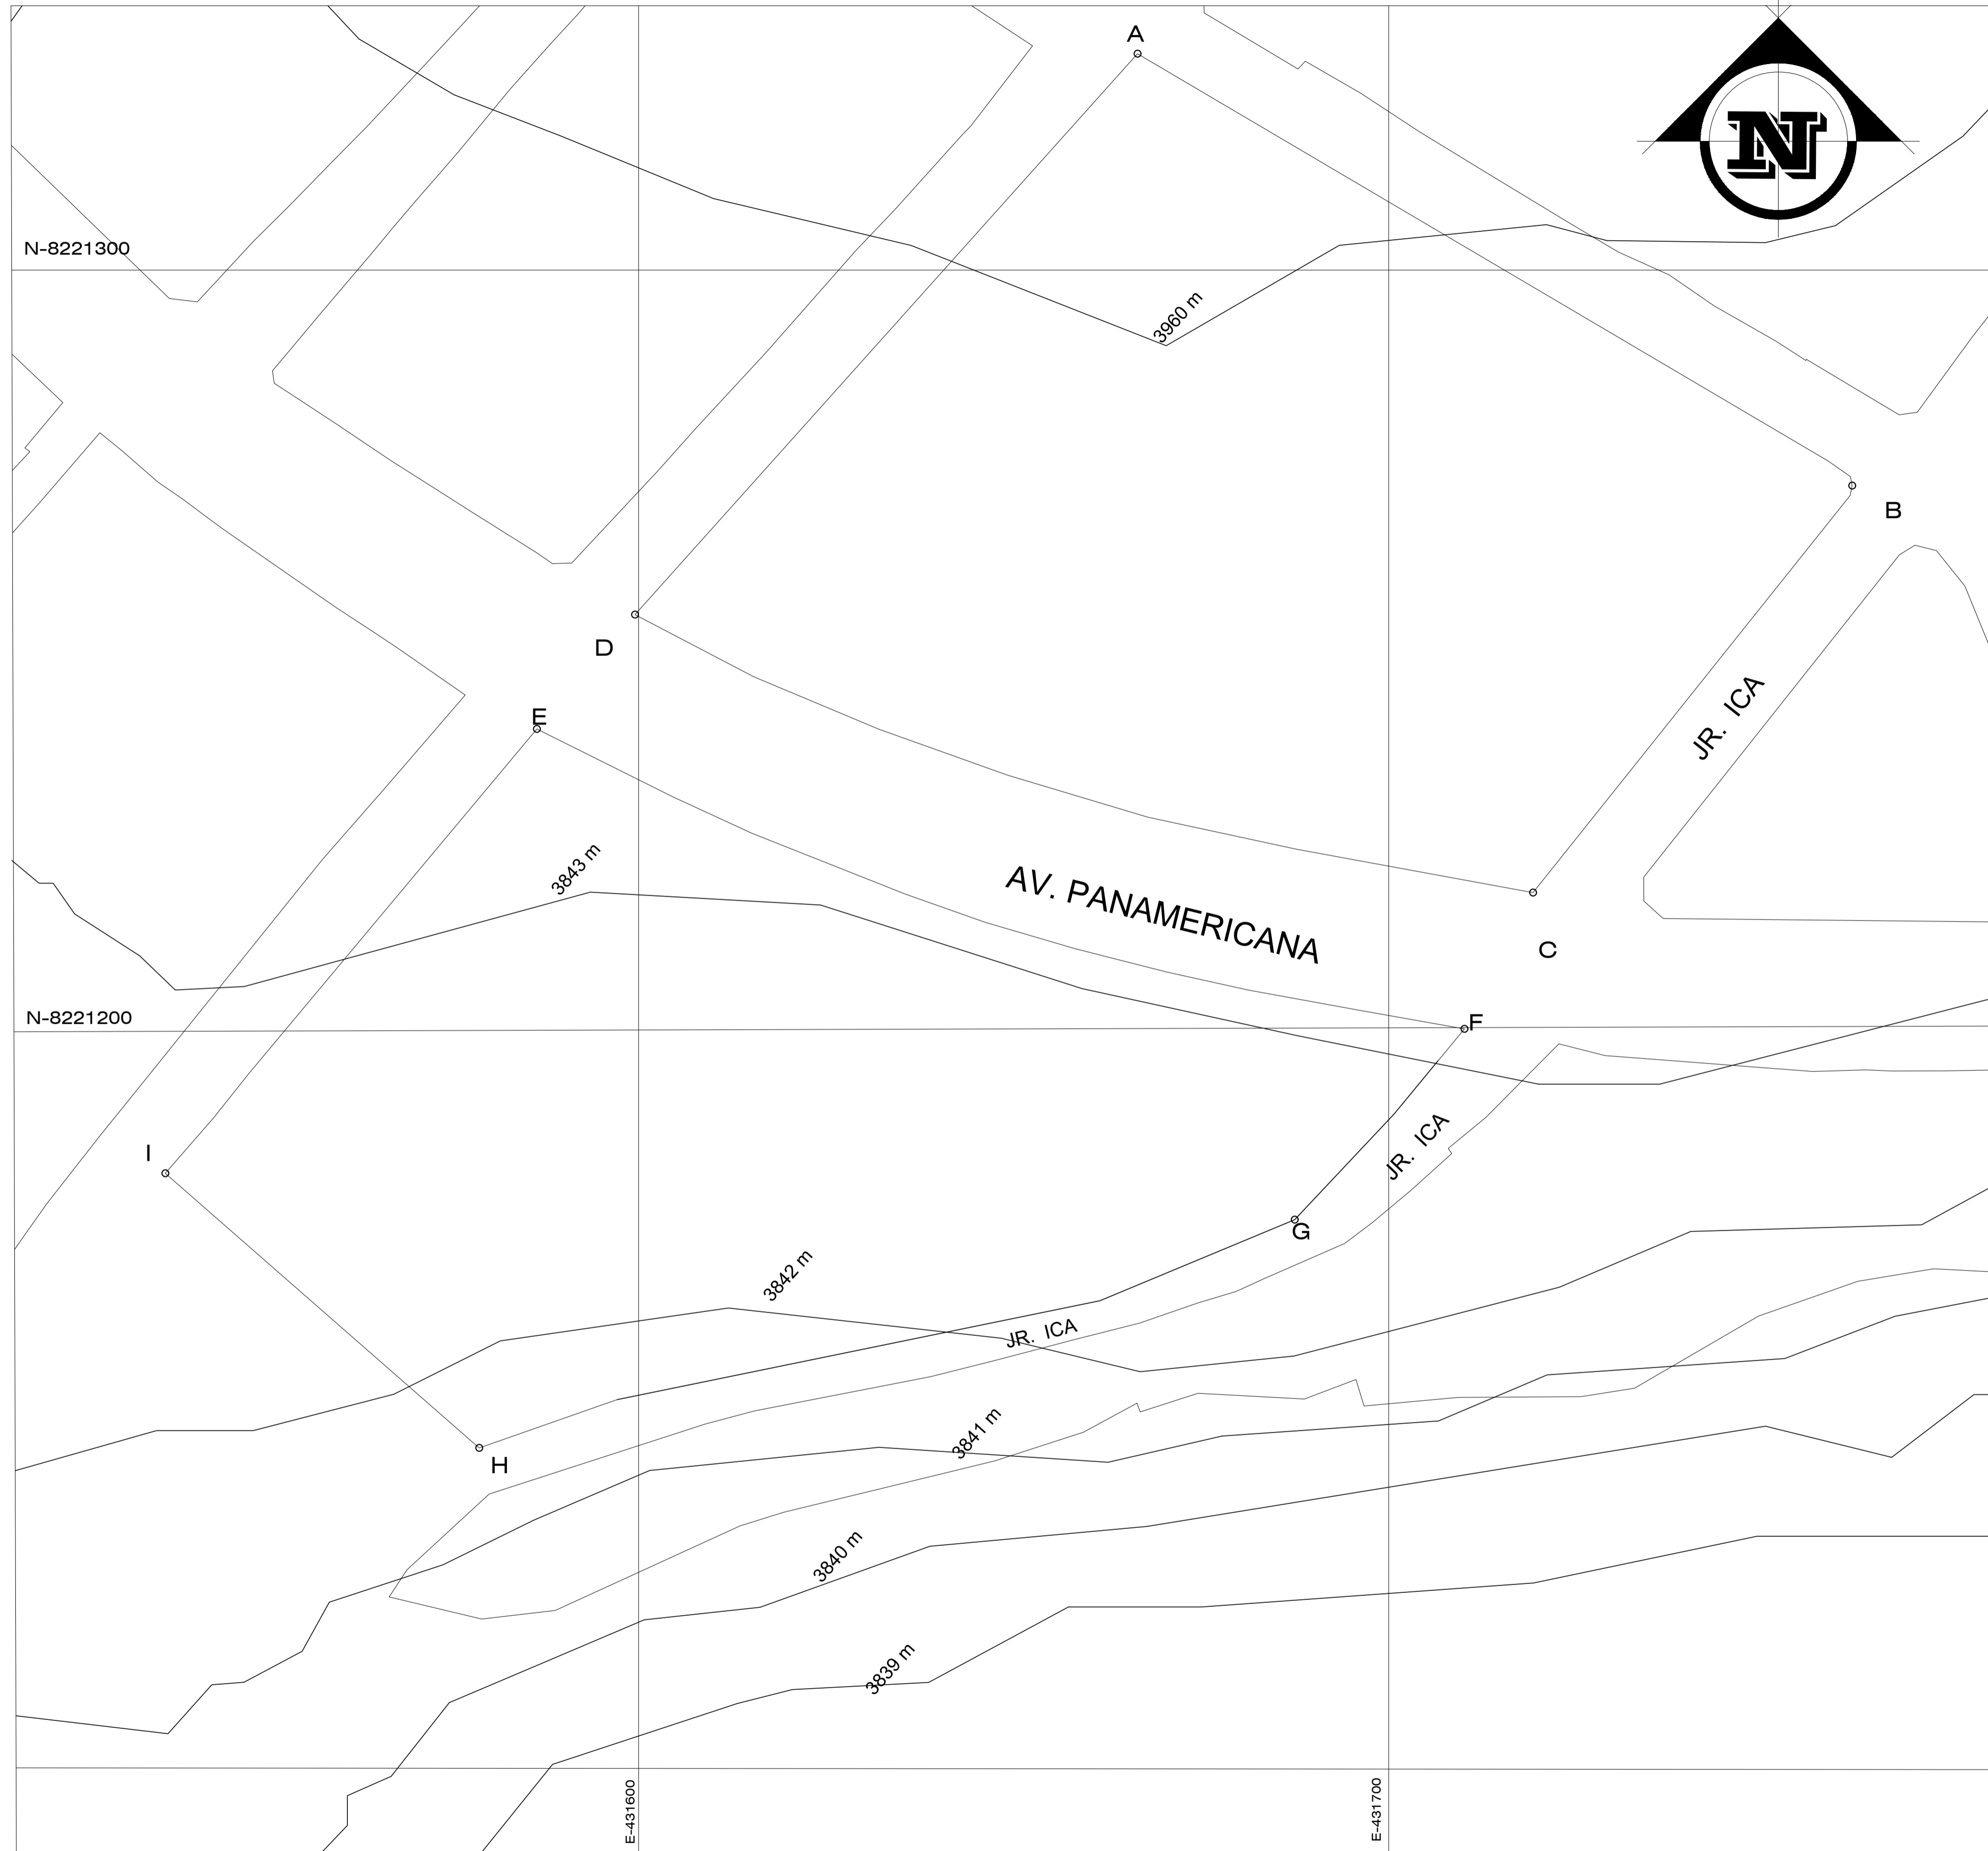 A
N
N-8221300
3960 m
B
D
JR. ICA
E
3843 m
AV. PANAMERICANA
C
N-8221200
F
JR. ICA
I
G
3842 m
JR. ICA
3841 m
H
3840 m
3839 m
E-431600
E-431700